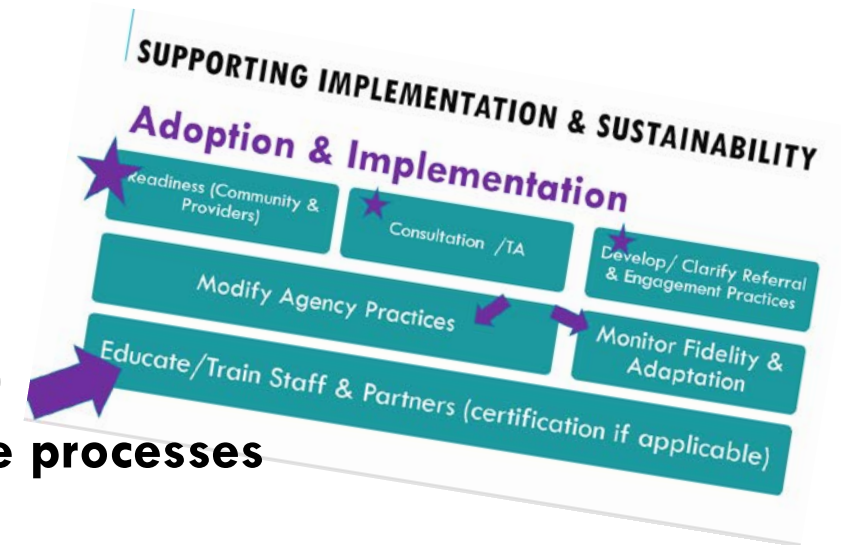 SUPPORTING IMPLEMENTATION & SUSTAINABILITY
Adoption & Implementation
Readiness (Community &
Providers)
Consultation /TA
Develop/ Clarify Referral
& Engagement Practices
Modify Agency Practices
Monitor Fidelity &
Adaptation
Educate/Train Staff & Partners (certification if applicable)
processes